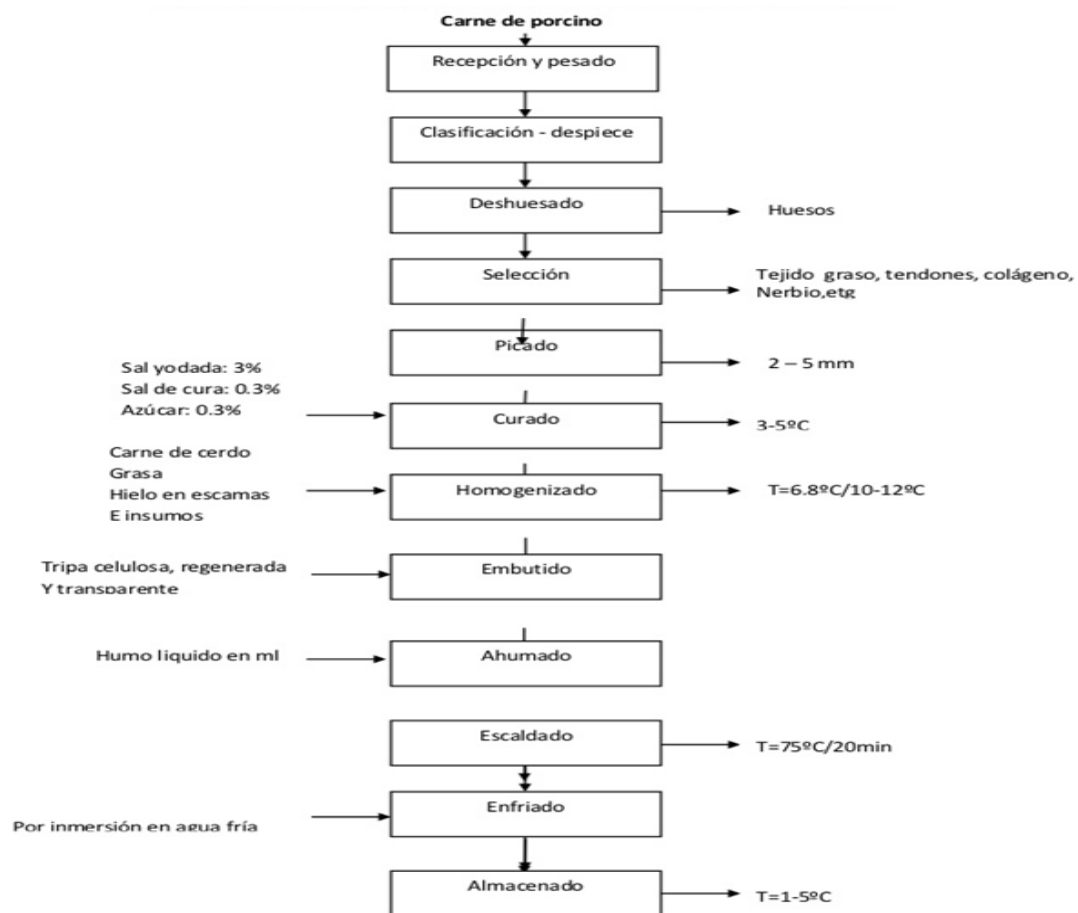 Carne de porcino
Recepción y pesado
Clasificación - despiece
Deshuesado
Huesos
Selección
Tejido graso, tendones, colágeno,
Nerbio,etg
Picado
2 – 5 mm
Sal yodada: 3%
Sal de cura: 0.3%
Azúcar: 0.3%
Curado
3-5ºC
Carne de cerdo
Grasa
Hielo en escamas
E insumos
Homogenizado
T=6.8ºC/10-12ºC
Tripa celulosa, regenerada
Y transparente
Embutido
Humo liquido en ml
Ahumado
Escaldado
T=75ºC/20min
Enfriado
Por inmersión en agua fría
Almacenado
T=1-5ºC